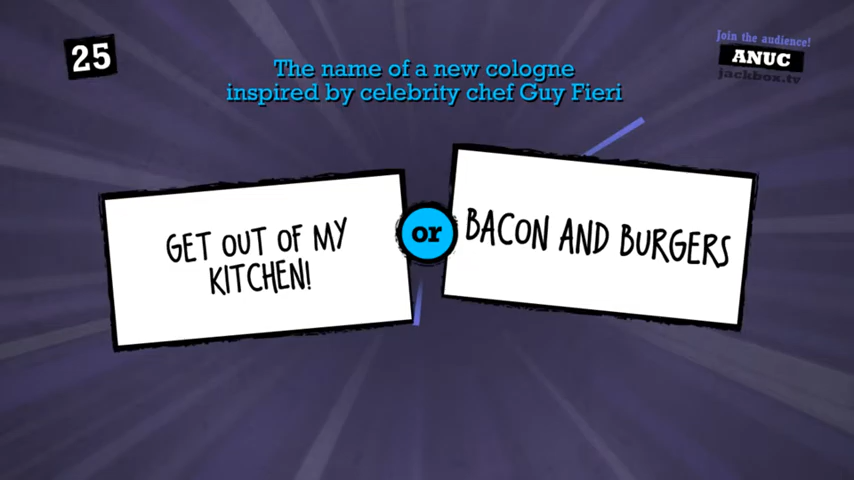 25
Join the audience!
ANUC
jackbox.tv
The name of a new cologne
inspired by celebrity chef Guy Fieri
GET OUT OF MY
KITCHEN!
or
BACON AND BURGERS